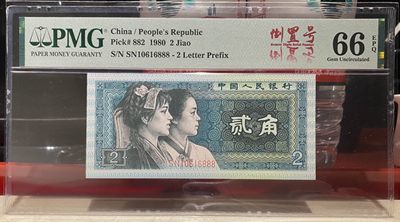 PMG
PAPER MONEY GUARANTY
China / People's Republic
Pick# 882 1980 2 Jiao
S/N SN10616888 - 2 Letter Prefix
倒置号
66 EPQ
Gem Uncirculated
中国人民银行
贰角
SN10616888
2
2